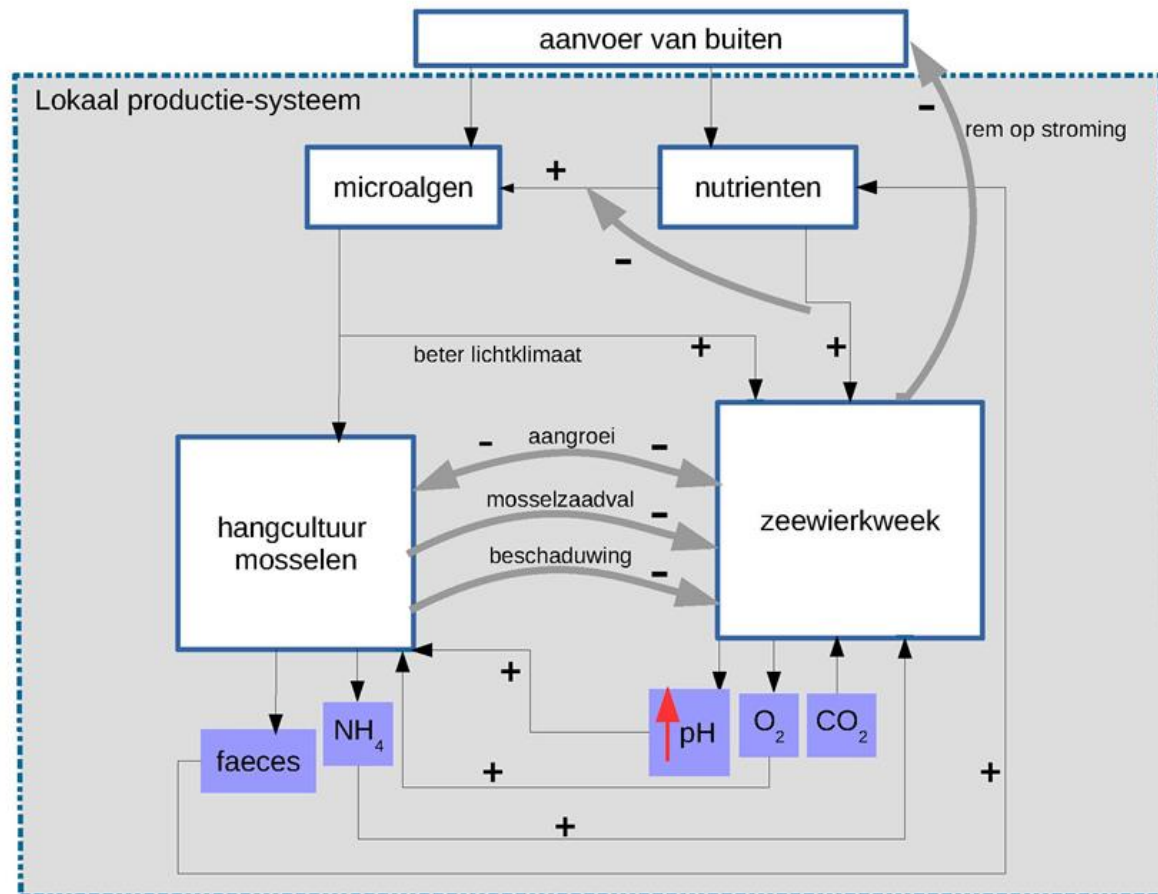 aanvoer van buiten
Lokaal productie-systeem
-
rem op stroming
microalgen
+
nutrienten
-
beter lichtklimaat
+
+
-
aangroei
-
mosselzaadval
-
hangcultuur
mosselen
zeewierkweek
beschaduwing
-
+
NH4
pH
O2
CO2
faeces
+
+
+